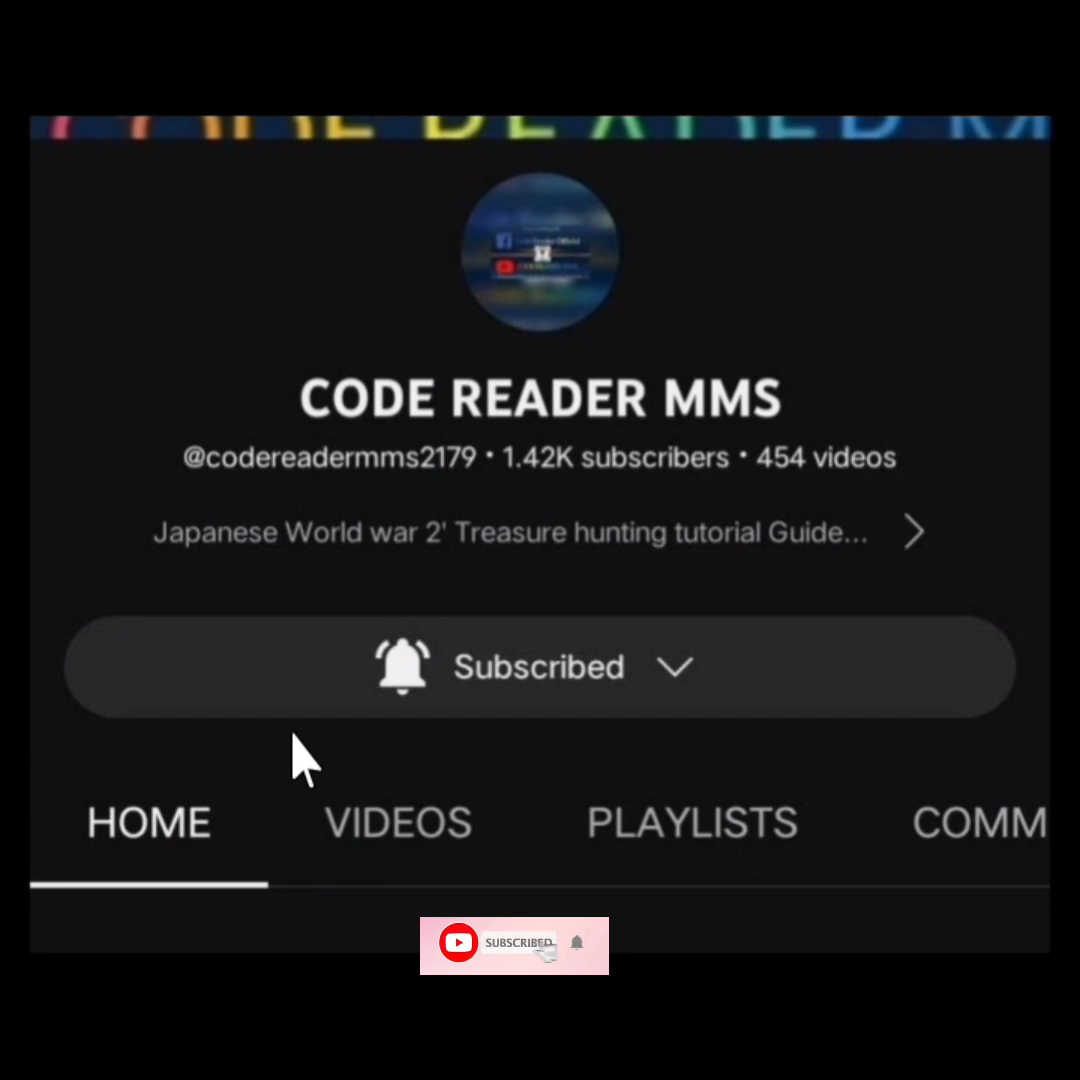 CODE READER MMS
@codereadermms2179 • 1.42K subscribers • 454 videos
Japanese World war 2' Treasure hunting tutorial Guide...
Subscribed
HOME VIDEOS PLAYLISTS COMM
SUBSCRIBED